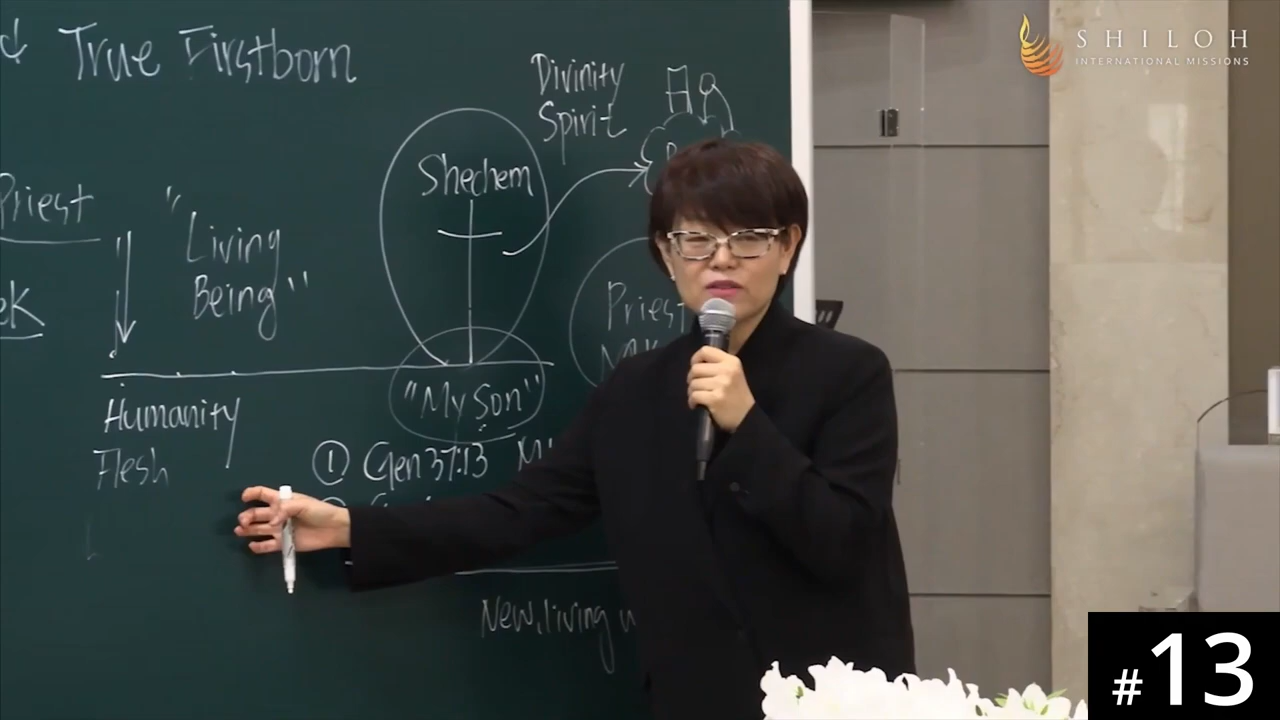 True Firstborn
Divinity
Spirit
Shechem
Priest
"Living
Being"
"My Son"
Humanity
Flesh
① Gen 37:13
Priest
New, living
SHILOH
INTERNATIONAL MISSIONS
#13